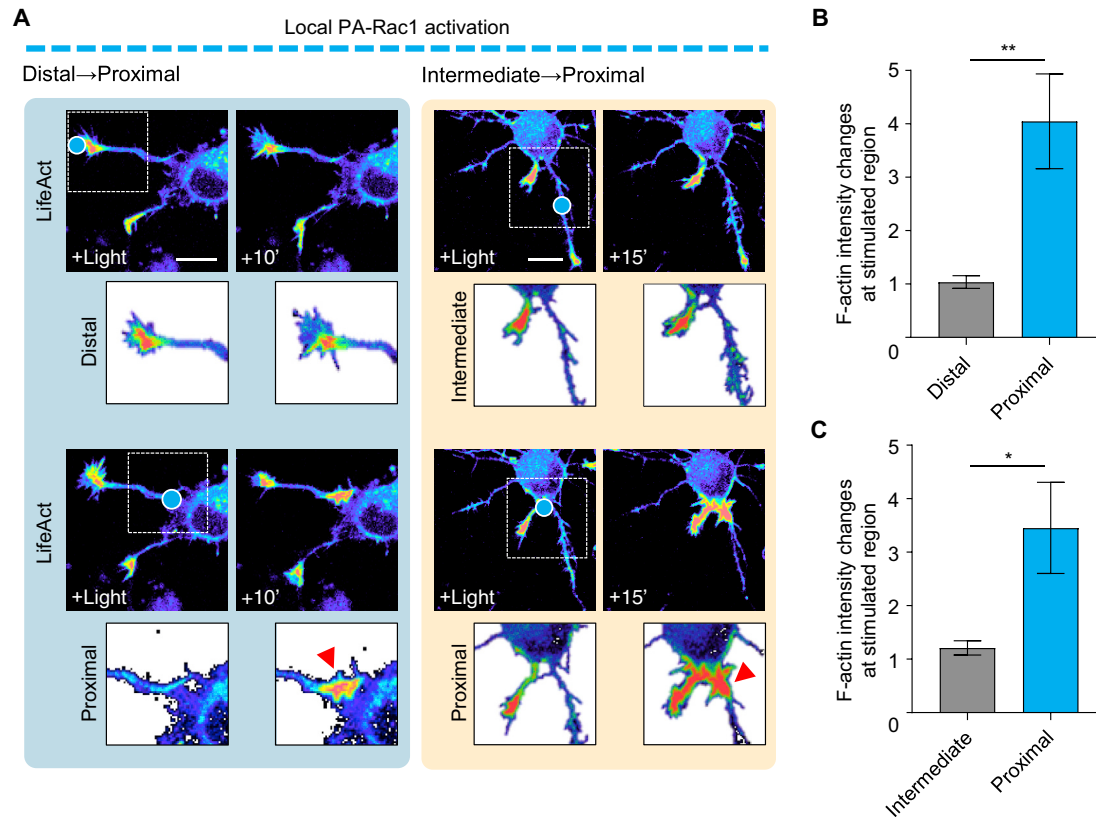 A
Local PA-Rac1 activation
Distal→Proximal
Intermediate→Proximal
LifeAct
+Light
+10’
+Light
+15’
Distal
Intermediate
LifeAct
+Light
+10’
+Light
+15’
Proximal
Proximal
B
**
F-actin intensity changes
at stimulated region
5
4
3
2
1
0
Distal
Proximal
C
*
F-actin intensity changes
at stimulated region
5
4
3
2
1
0
Intermediate
Proximal